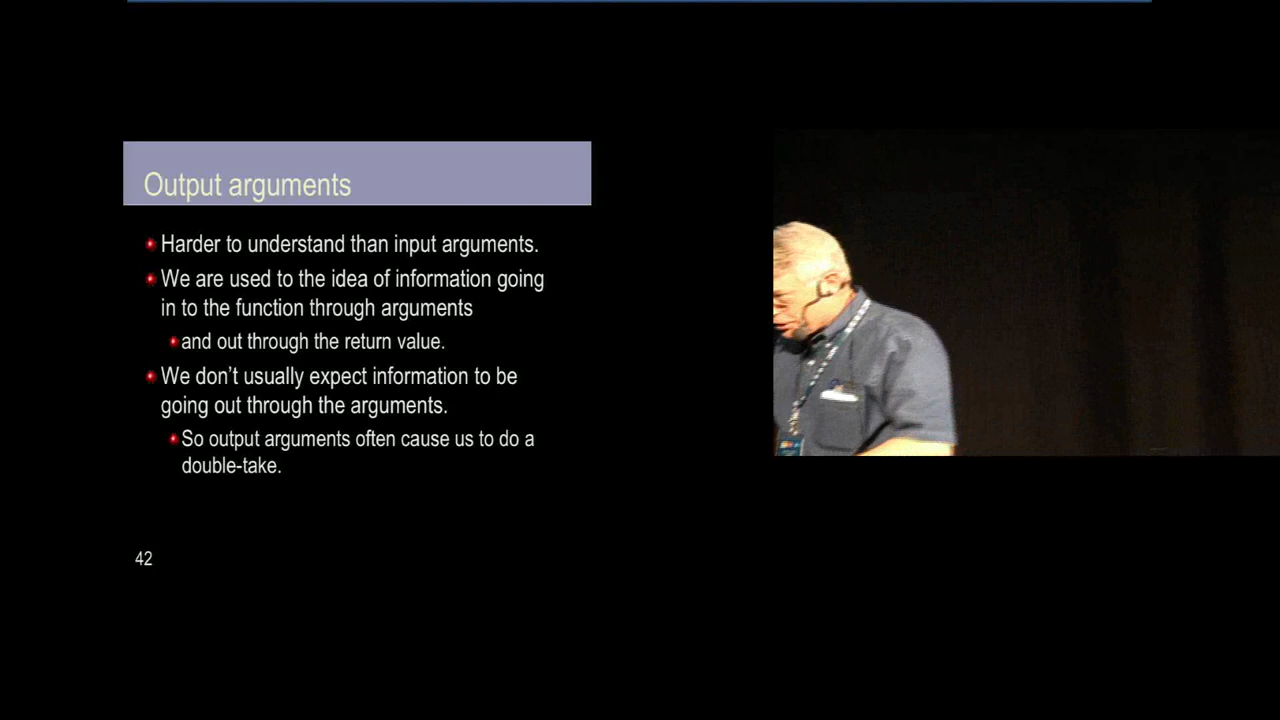 Output arguments
Harder to understand than input arguments.
We are used to the idea of information going
in to the function through arguments
and out through the return value.
We don't usually expect information to be
going out through the arguments.
So output arguments often cause us to do a
double-take.
42